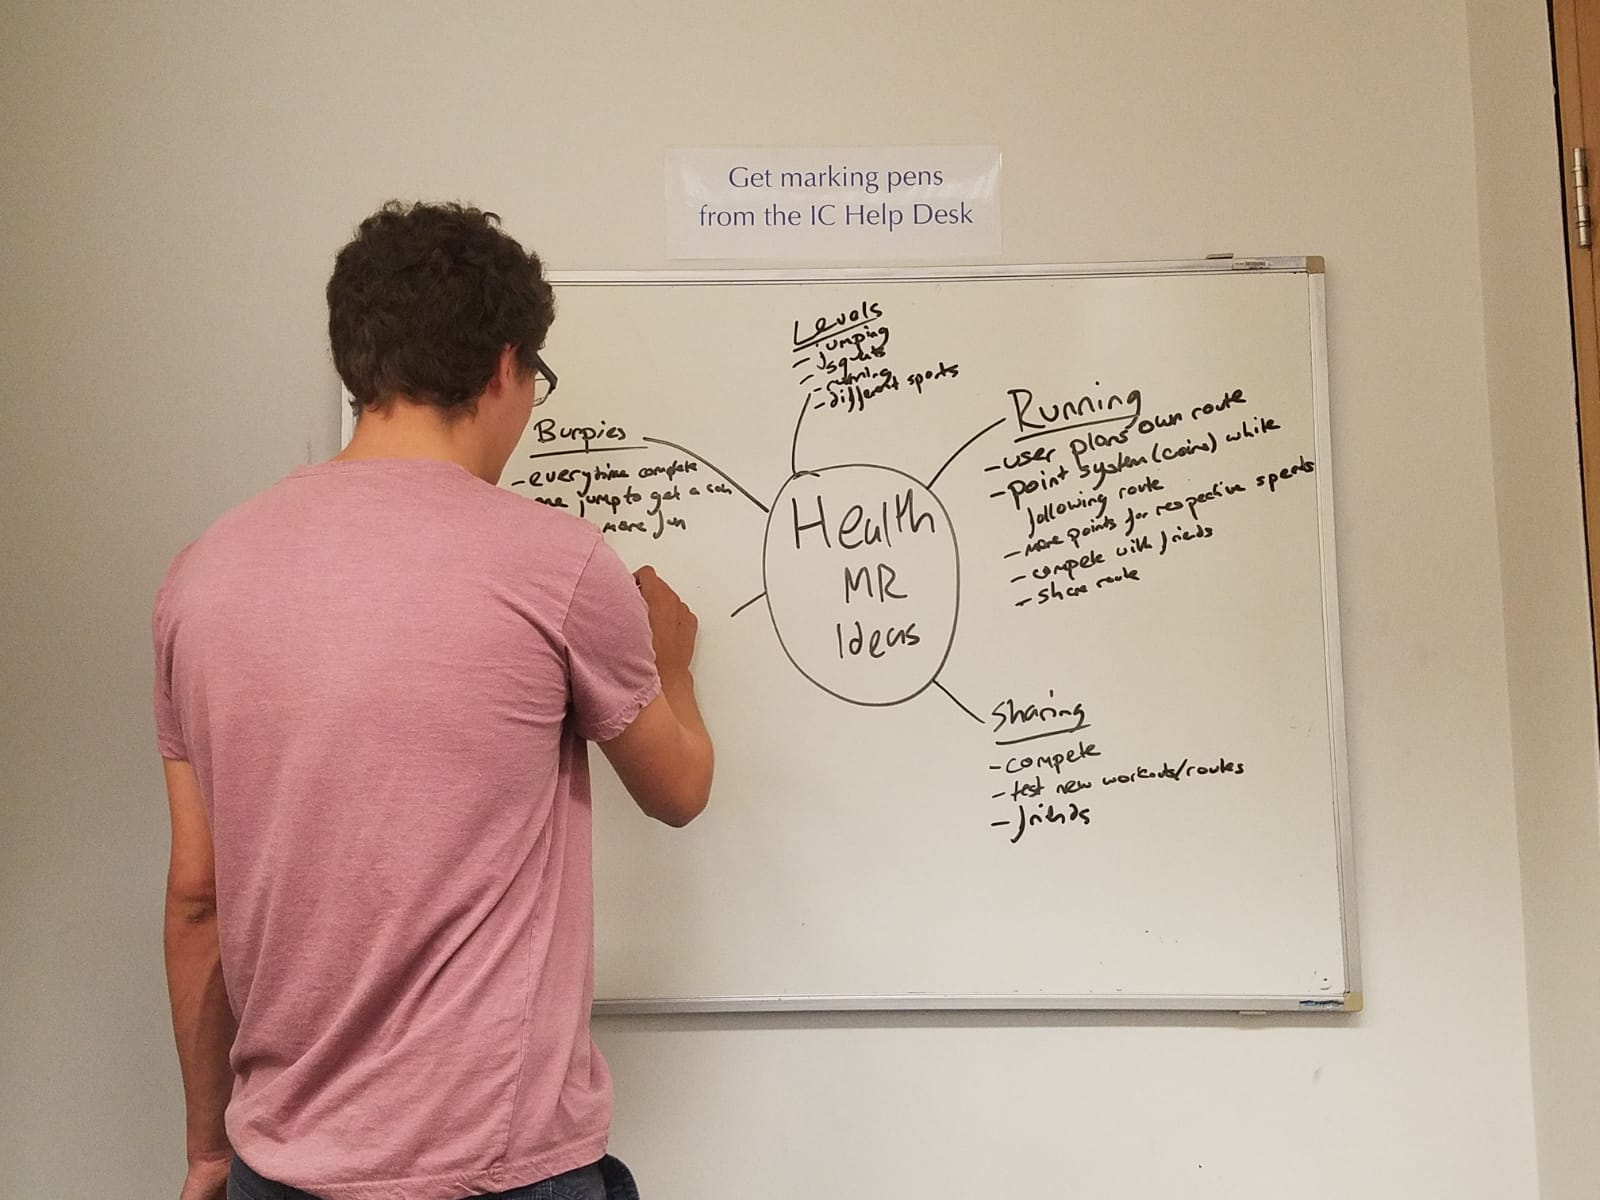 Get marking pens
from the IC Help Desk
Levels
- jumping
- squats
- running
- different sports
Burpies
- everytime complete
jump to get a coin
more fun
Health
MR
Ideas
Running
- user plans own route
- point system (coins) while
following route
- more points for respective speeds
- compete with friends
- share route
Sharing
- compete
- test new workouts/routes
- friends